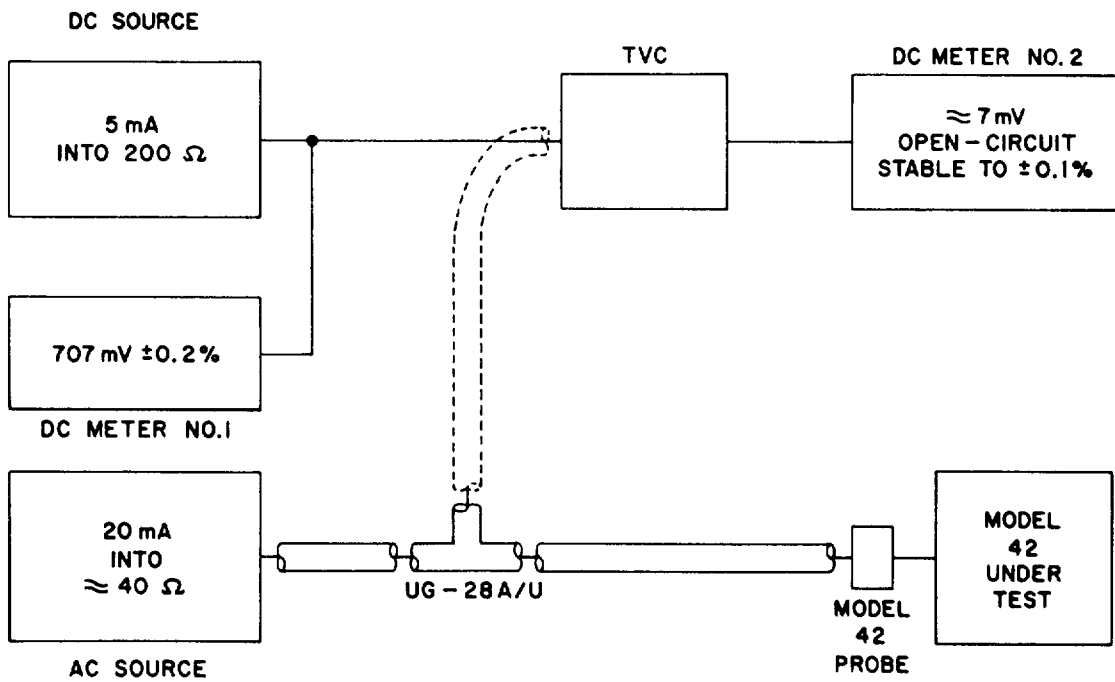 DC SOURCE
5 mA
INTO 200 Ω
TVC
DC METER NO. 2
≈ 7 mV
OPEN-CIRCUIT
STABLE TO ±0.1%
707 mV ±0.2%
DC METER NO. 1
20 mA
INTO
≈ 40 Ω
AC SOURCE
UG-28A/U
MODEL
42
PROBE
MODEL
42
UNDER
TEST